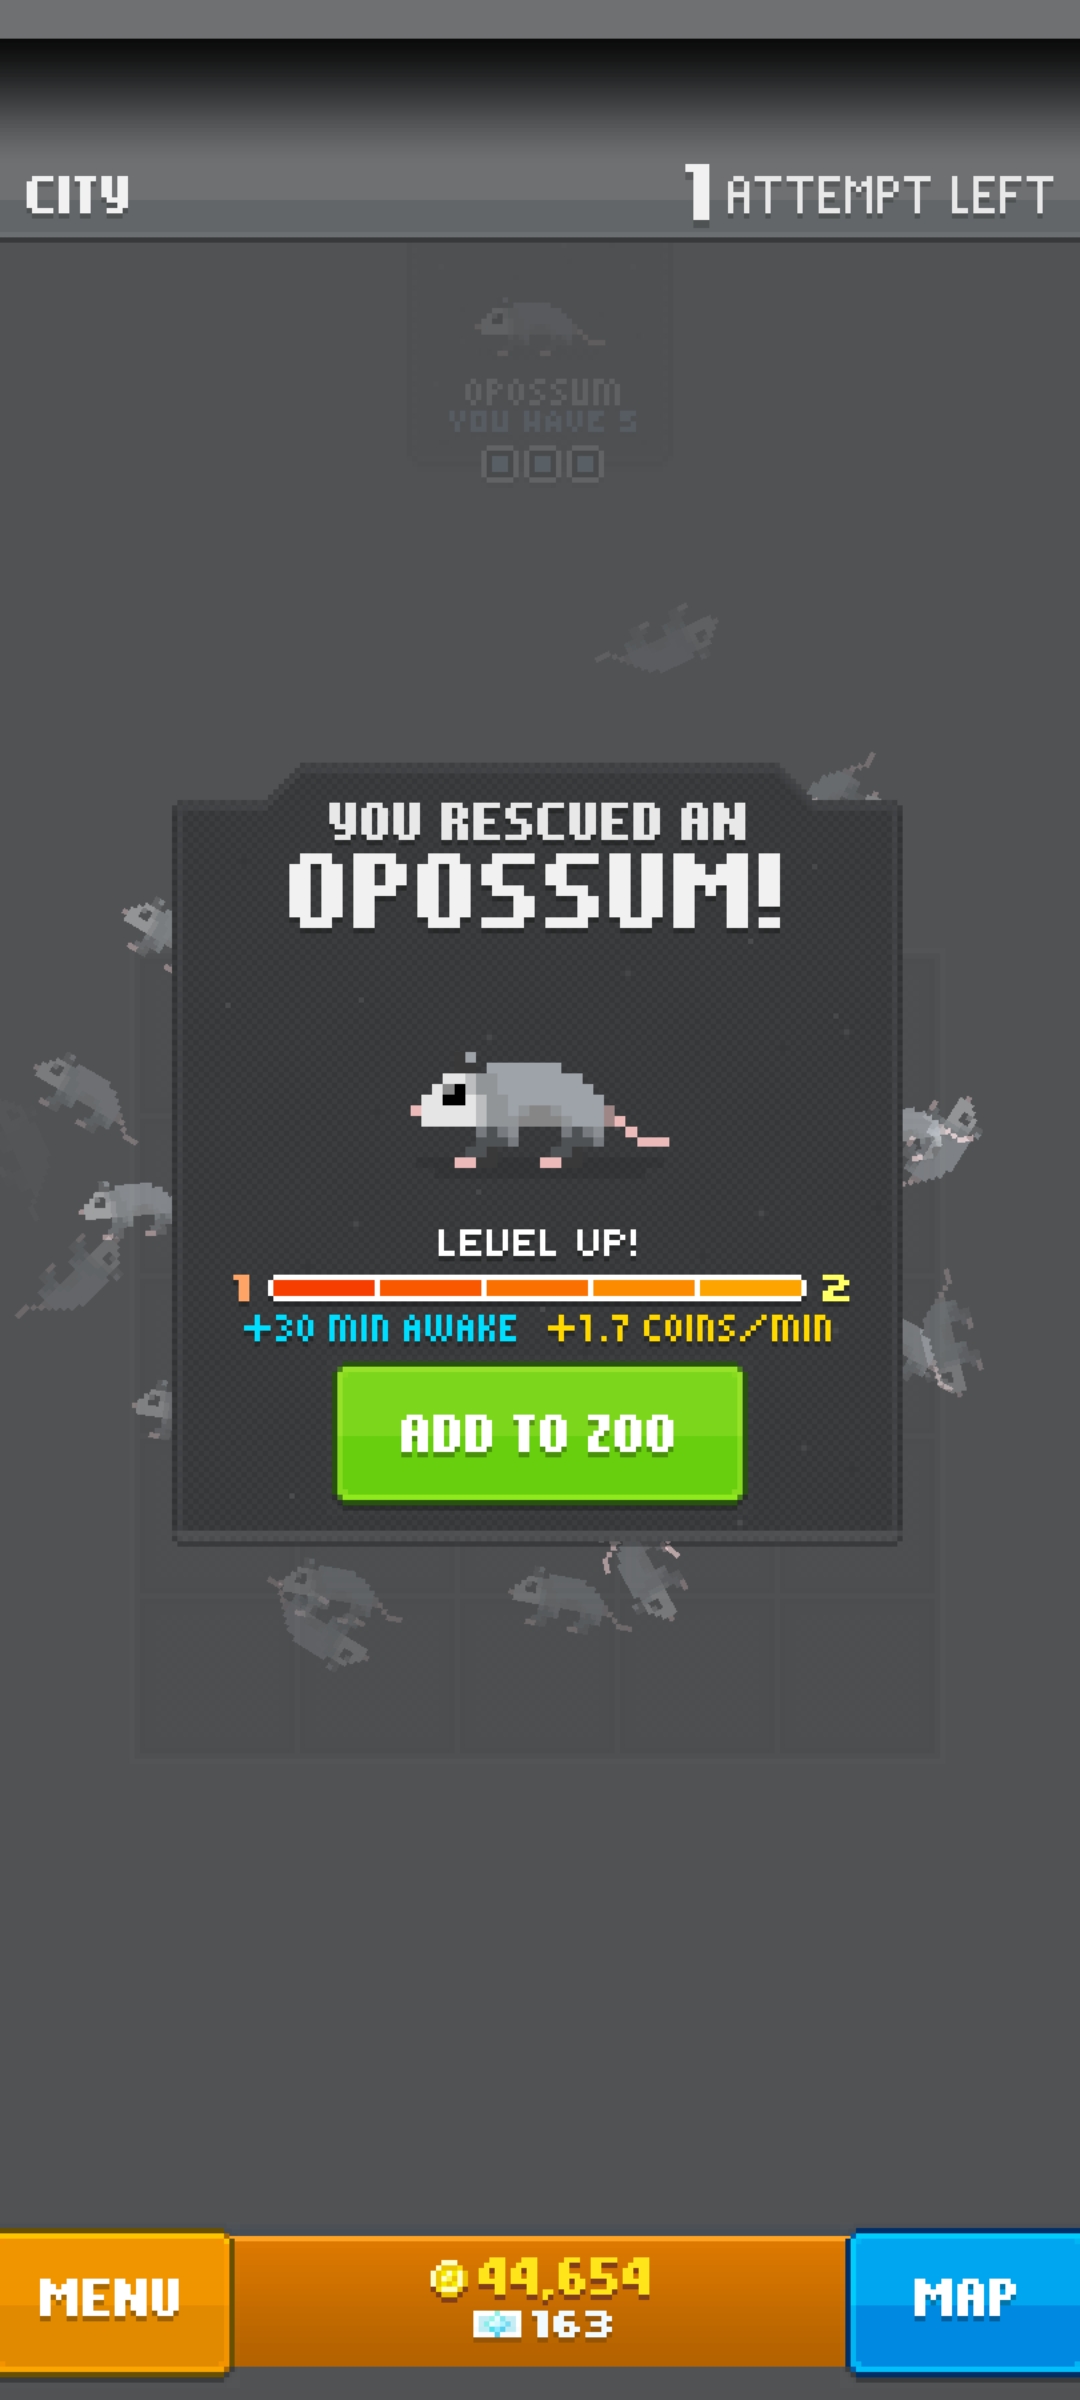 CITY
1 ATTEMPT LEFT
OPOSSUM
YOU HAVE 5
YOU RESCUED AN
OPOSSUM!
LEVEL UP!
1 2
+30 MIN AWAKE +1.7 COINS/MIN
ADD TO ZOO
MENU
44,654
163
MAP